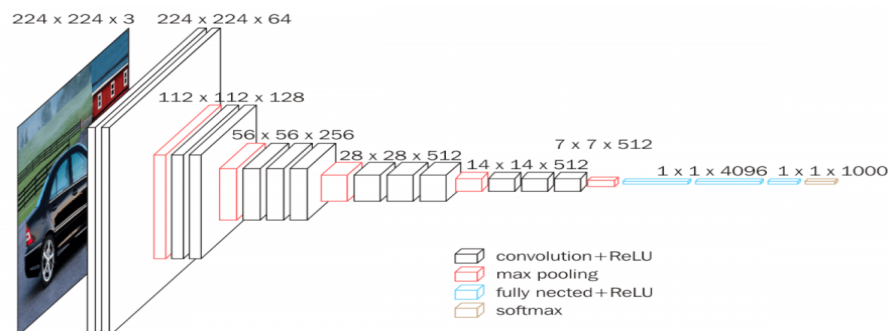 224 x 224 x 3
224 x 224 x 64
112 x 112 x 128
56 x 56 x 256
28 x 28 x 512
14 x 14 x 512
7 x 7 x 512
1 x 1 x 4096
1 x 1 x 1000
convolution+ReLU
max pooling
fully nected+ReLU
softmax